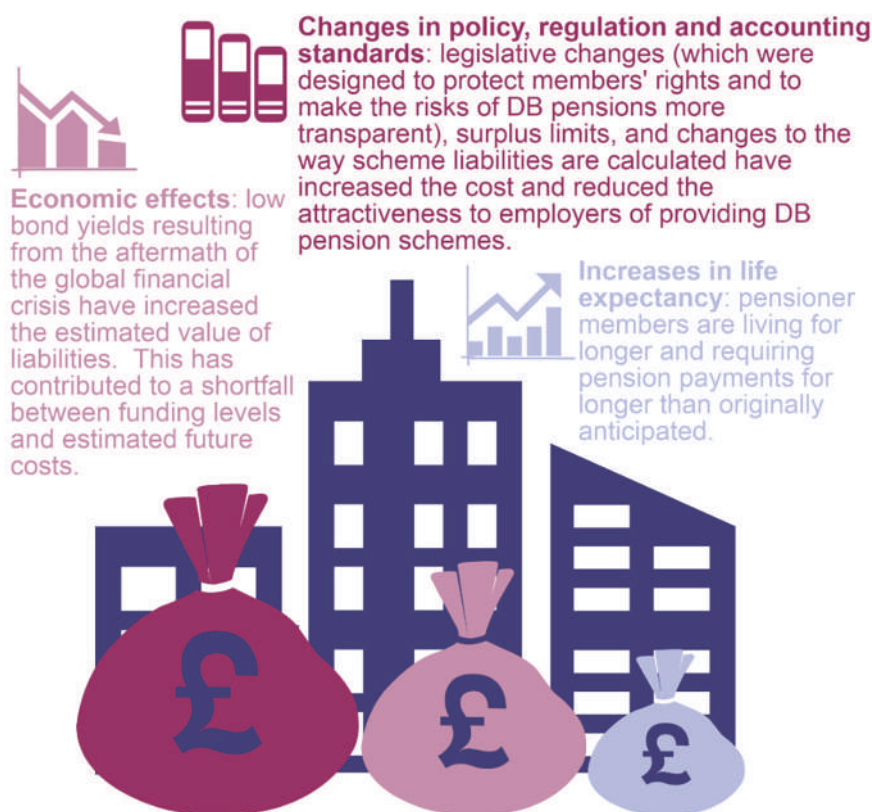 Changes in policy, regulation and accounting
standards: legislative changes (which were
designed to protect members' rights and to
make the risks of DB pensions more
transparent), surplus limits, and changes to the
way scheme liabilities are calculated have
increased the cost and reduced the
attractiveness to employers of providing DB
pension schemes.
Economic effects: low
bond yields resulting
from the aftermath of
the global financial
crisis have increased
the estimated value of
liabilities. This has
contributed to a shortfall
between funding levels
and estimated future
costs.
Increases in life
expectancy: pensioner
members are living for
longer and requiring
pension payments for
longer than originally
anticipated.
£
£
£